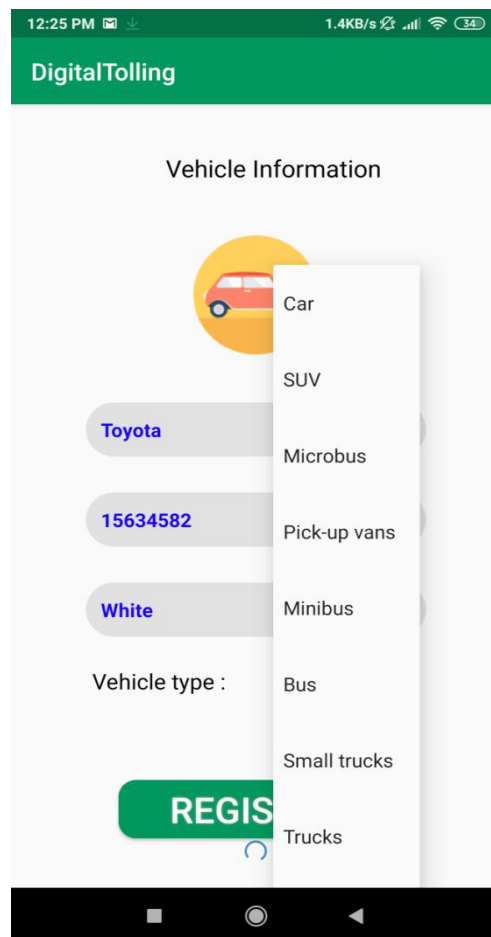 12:25 PM 1.4KB/s 34
DigitalTolling
Vehicle Information
Car
SUV
Toyota
Microbus
15634582
Pick-up vans
White
Minibus
Vehicle type :
Bus
Small trucks
REGIS
Trucks